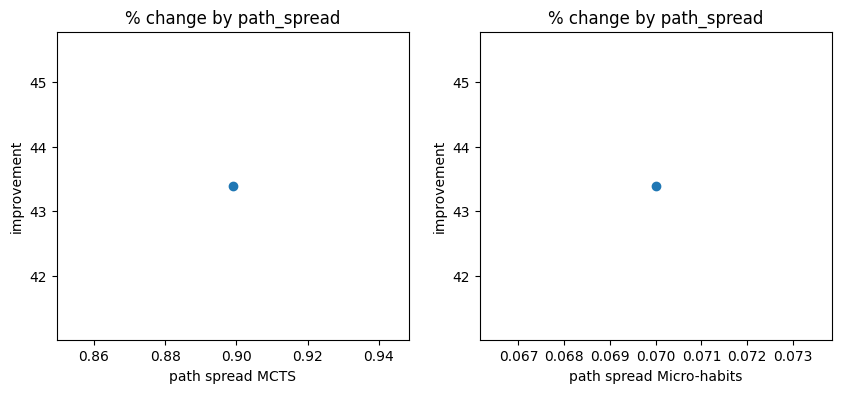 % change by path_spread
45
44
43
42
improvement
0.86 0.88 0.90 0.92 0.94
path spread MCTS
% change by path_spread
45
44
43
42
improvement
0.067 0.068 0.069 0.070 0.071 0.072 0.073
path spread Micro-habits